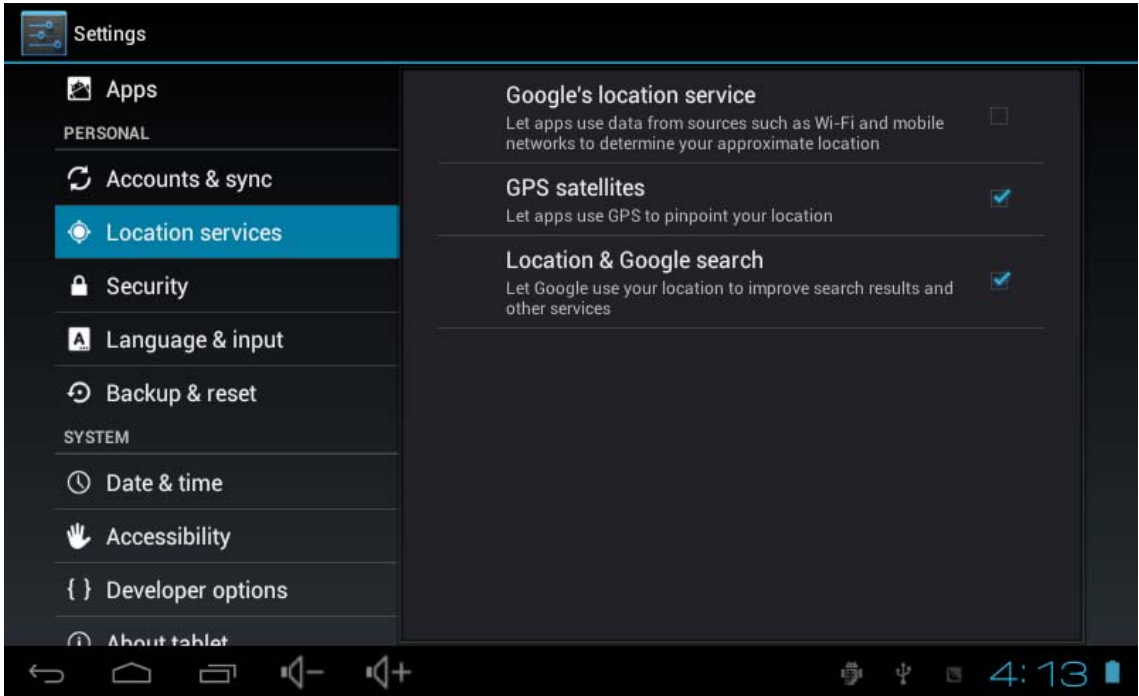 Settings
Apps
PERSONAL
Accounts & sync
Location services
Security
Language & input
Backup & reset
SYSTEM
Date & time
Accessibility
{ } Developer options
About tablet
Google's location service
Let apps use data from sources such as Wi-Fi and mobile
networks to determine your approximate location
GPS satellites
Let apps use GPS to pinpoint your location
Location & Google search
Let Google use your location to improve search results and
other services
4:13